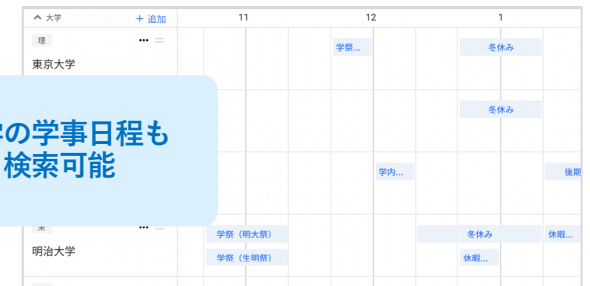 大学
+ 追加
11
12
1
理
東京大学
学祭...
冬休み
冬休み
の学事日程も
検索可能
学内...
後期
明治大学
学祭（明大祭）
冬休み
休暇...
学祭（生明祭）
休暇...